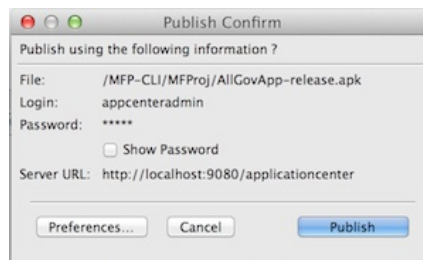 Publish Confirm
Publish using the following information ?
File: /MFP-CLI/MFProj/AllGovApp-release.apk
Login: appcenteradmin
Password: *****
Show Password
Server URL: http://localhost:9080/applicationcenter
Preferences... Cancel Publish